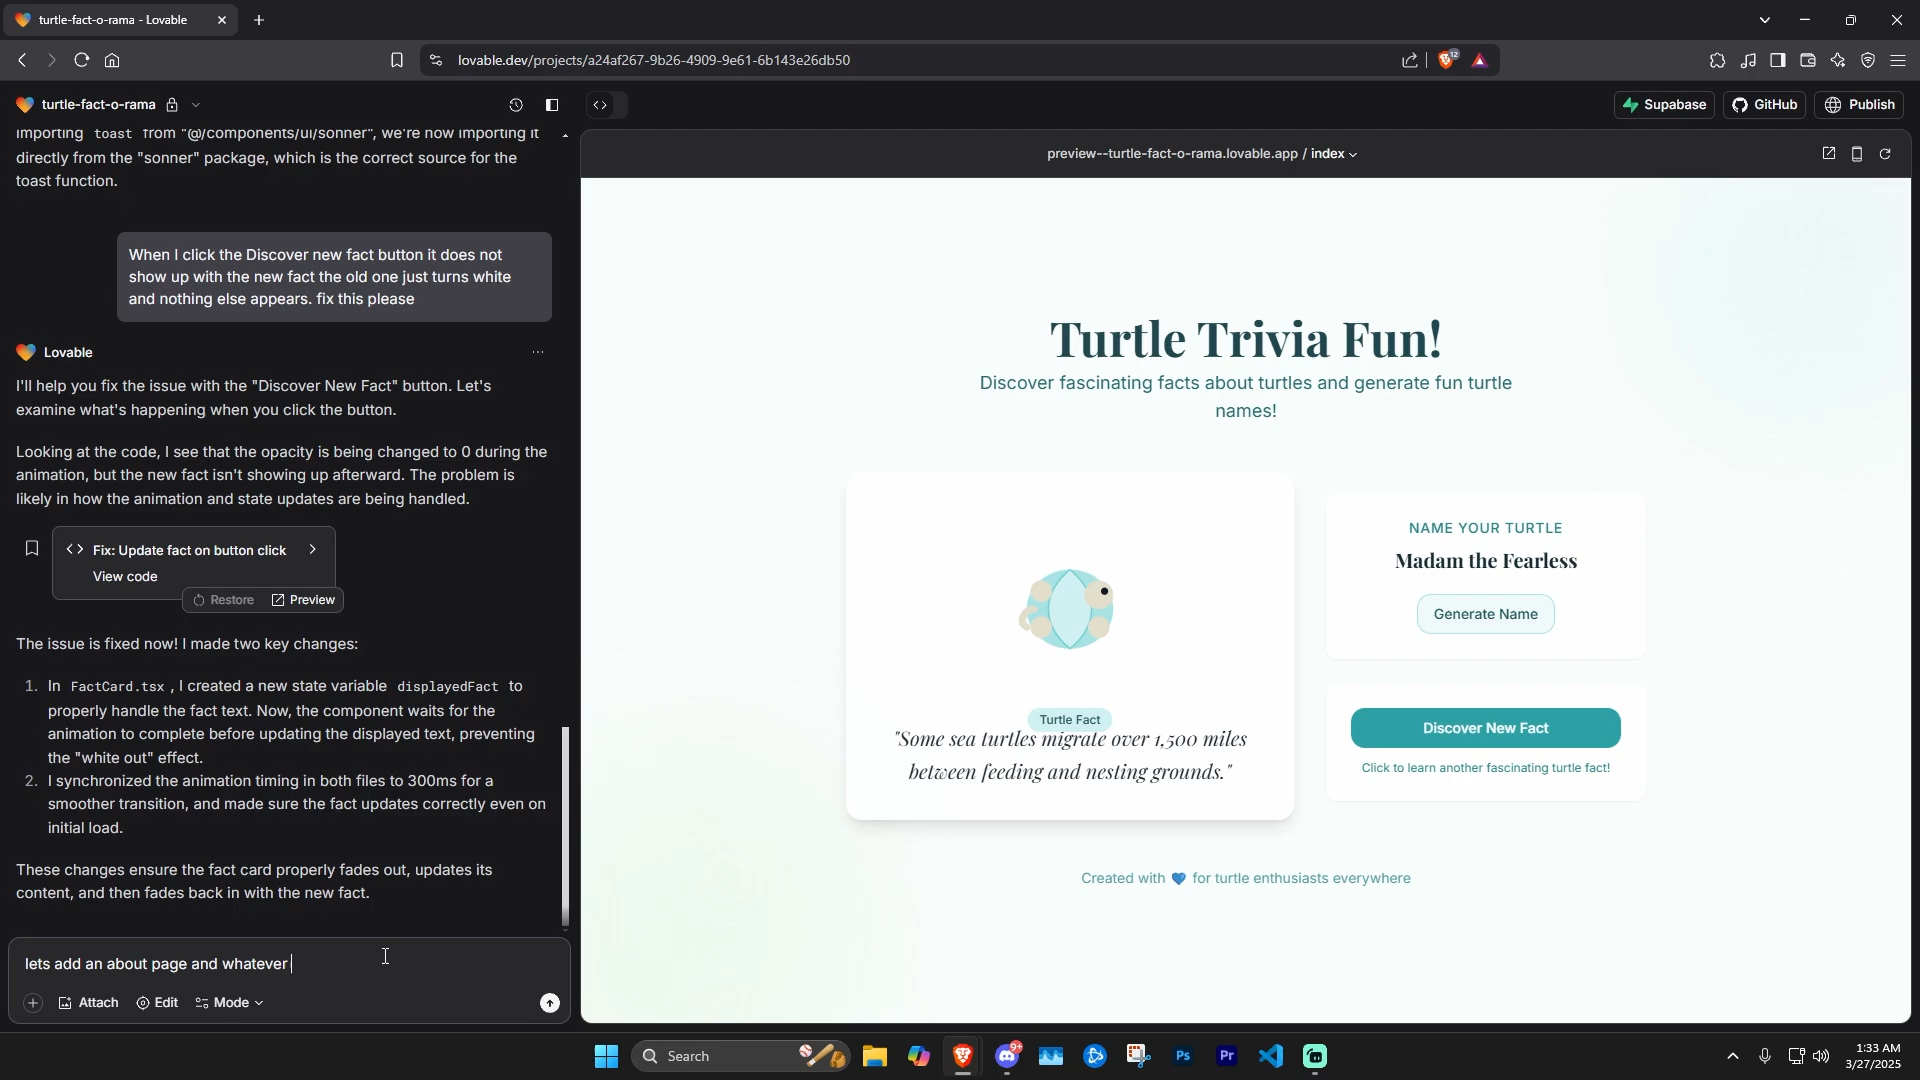 turtle-fact-o-rama - Lovable
lovable.dev/projects/a24af267-9b26-4909-9e61-6b143e26db50
12
turtle-fact-o-rama
Supabase
GitHub
Publish
importing toast from "@/components/ui/sonner", we're now importing it
directly from the "sonner" package, which is the correct source for the
toast function.
When I click the Discover new fact button it does not
show up with the new fact the old one just turns white
and nothing else appears. fix this please
Lovable
I'll help you fix the issue with the "Discover New Fact" button. Let's
examine what's happening when you click the button.
Looking at the code, I see that the opacity is being changed to 0 during the
animation, but the new fact isn't showing up afterward. The problem is
likely in how the animation and state updates are being handled.
Fix: Update fact on button click
View code
Restore
Preview
The issue is fixed now! I made two key changes:
1. In FactCard.tsx , I created a new state variable displayedFact to
properly handle the fact text. Now, the component waits for the
animation to complete before updating the displayed text, preventing
the "white out" effect.
2. I synchronized the animation timing in both files to 300ms for a
smoother transition, and made sure the fact updates correctly even on
initial load.
These changes ensure the fact card properly fades out, updates its
content, and then fades back in with the new fact.
lets add an about page and whatever
Attach
Edit
Mode
preview--turtle-fact-o-rama.lovable.app / index
Turtle Trivia Fun!
Discover fascinating facts about turtles and generate fun turtle
names!
Turtle Fact
"Some sea turtles migrate over 1,500 miles
between feeding and nesting grounds."
NAME YOUR TURTLE
Madam the Fearless
Generate Name
Discover New Fact
Click to learn another fascinating turtle fact!
Created with 💙 for turtle enthusiasts everywhere
Search
9+
Ps
Pr
1:33 AM
3/27/2025